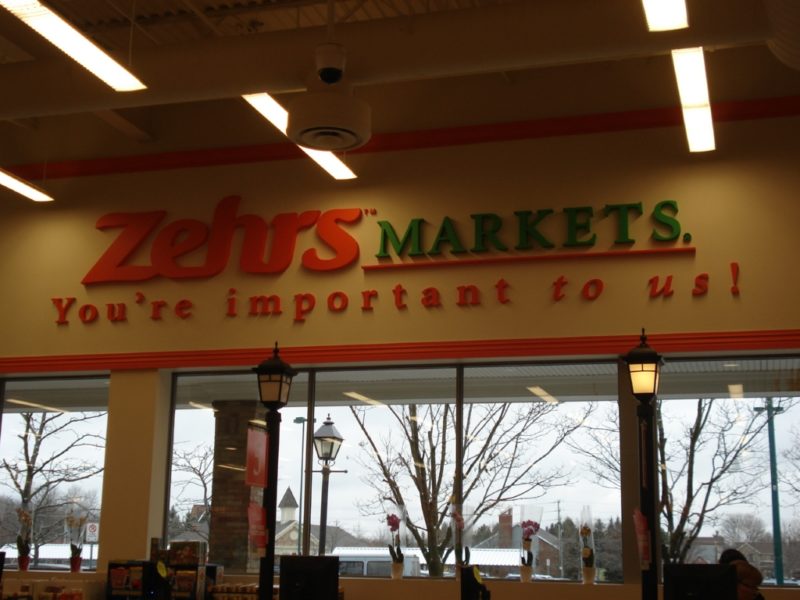 Zehrs™ MARKETS.
You're important to us!